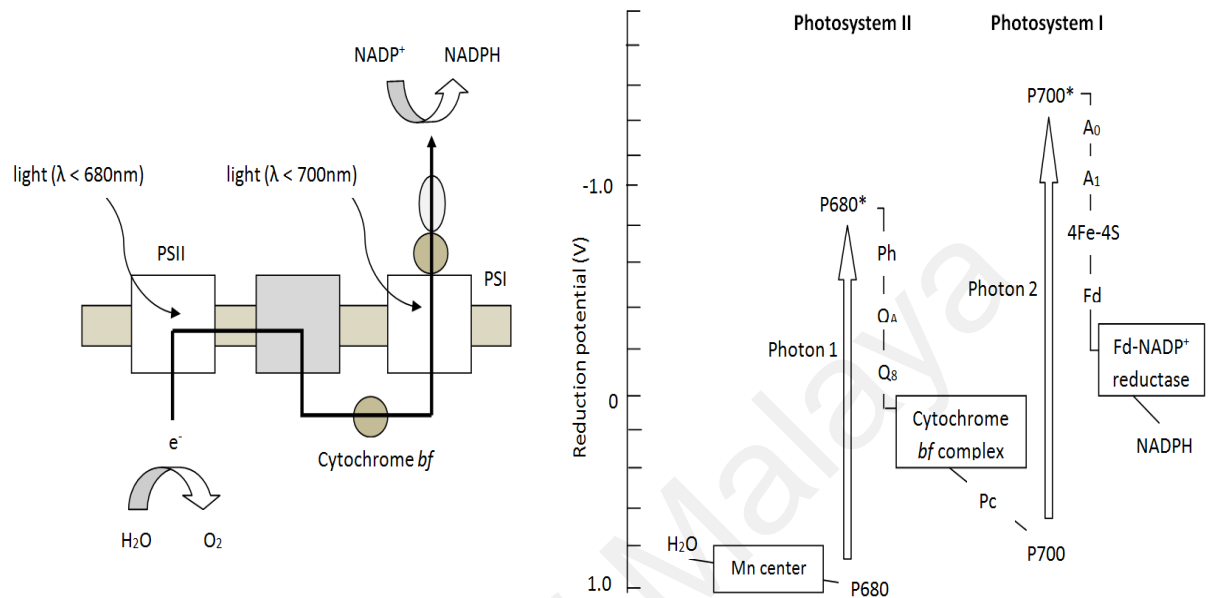 NADP+ NADPH
light (λ < 680nm)
light (λ < 700nm)
PSII
PSI
e-
Cytochrome bf
H2O O2
Photosystem II Photosystem I
Reduction potential (V)
-1.0
0
1.0
P700*
A0
A1
4Fe-4S
Fd
Fd-NADP+
reductase
NADPH
P680*
Ph
QA
Q8
Photon 1
Photon 2
Cytochrome
bf complex
Pc
P700
H2O
Mn center
P680
Malaya